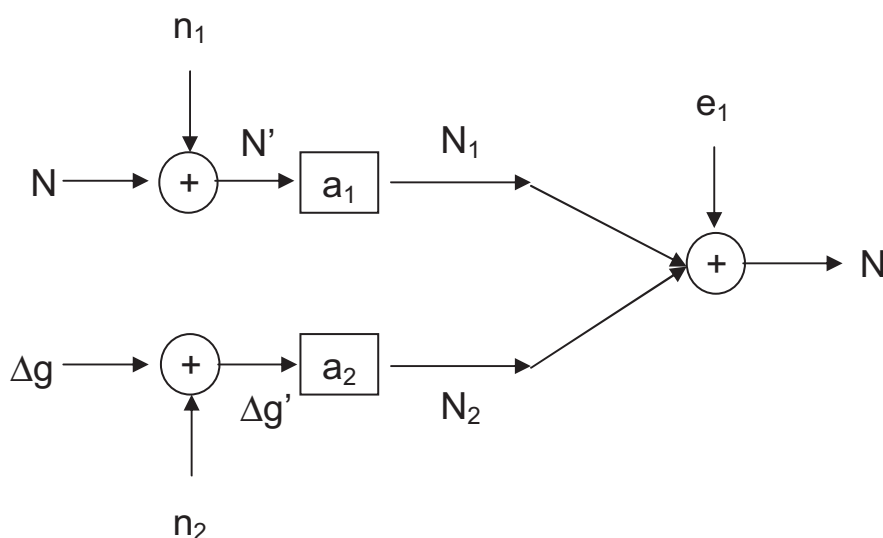 n₁
e₁
N + N’ a₁ N₁
+ N
Δg + Δg’ a₂ N₂
n₂